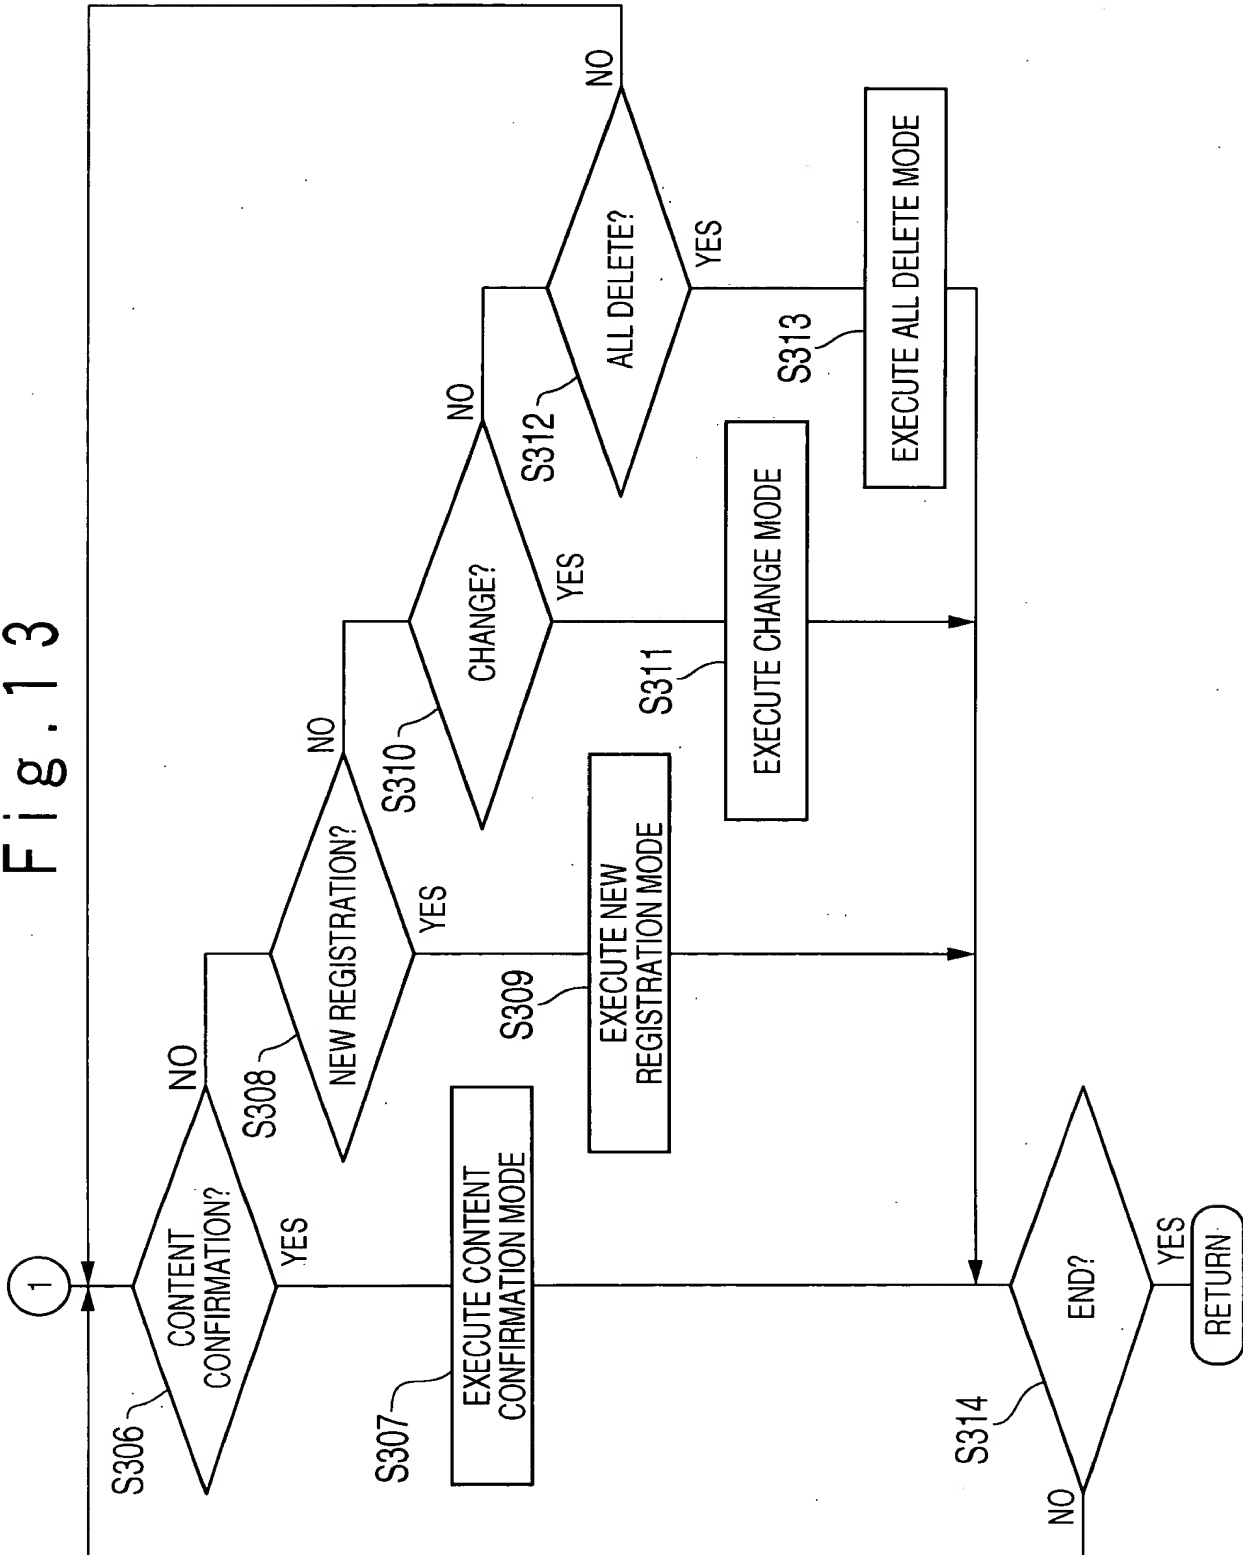 Fig.13
1
CONTENT
CONFIRMATION?
S306
NO
YES
EXECUTE CONTENT
CONFIRMATION MODE
S307
NEW REGISTRATION?
S308
NO
YES
EXECUTE NEW
REGISTRATION MODE
S309
CHANGE?
S310
NO
YES
EXECUTE CHANGE MODE
S311
ALL DELETE?
S312
NO
YES
EXECUTE ALL DELETE MODE
S313
END?
S314
NO
YES
RETURN